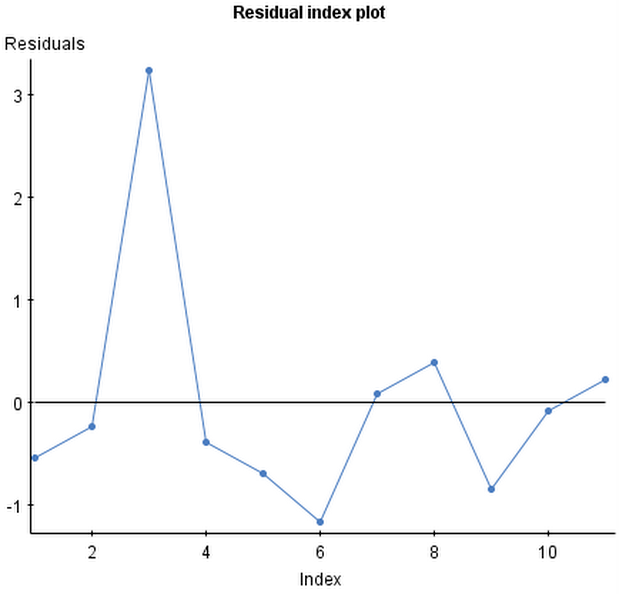 Residual index plot
Residuals
3
2
1
0
-1
2 4 6 8 10
Index